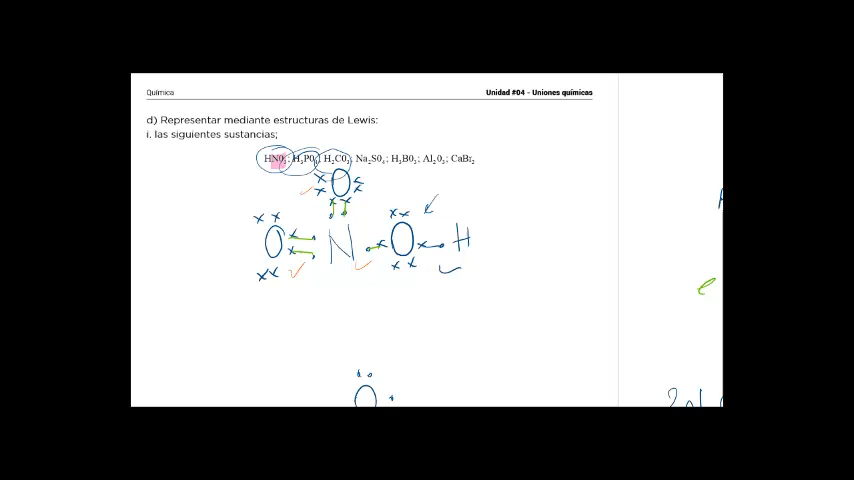 Química
Unidad #04 - Uniones químicas
d) Representar mediante estructuras de Lewis:
i. las siguientes sustancias;
HN0₃; H₃P0₄; H₂C0₃; Na₂S0₄; H₃B0₃; Al₂0₃; CaBr₂
O
O N O H
O
e